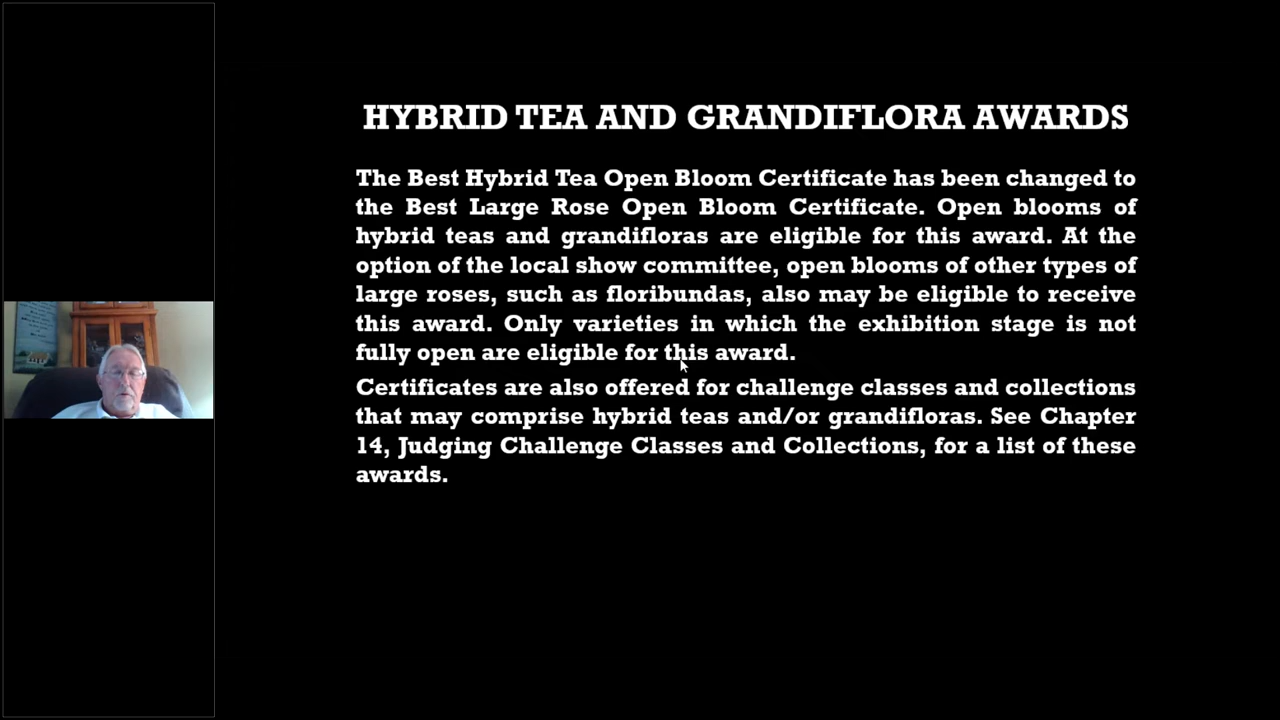 HYBRID TEA AND GRANDIFLORA AWARDS
The Best Hybrid Tea Open Bloom Certificate has been changed to
the Best Large Rose Open Bloom Certificate. Open blooms of
hybrid teas and grandifloras are eligible for this award. At the
option of the local show committee, open blooms of other types of
large roses, such as floribundas, also may be eligible to receive
this award. Only varieties in which the exhibition stage is not
fully open are eligible for this award.
Certificates are also offered for challenge classes and collections
that may comprise hybrid teas and/or grandifloras. See Chapter
14, Judging Challenge Classes and Collections, for a list of these
awards.